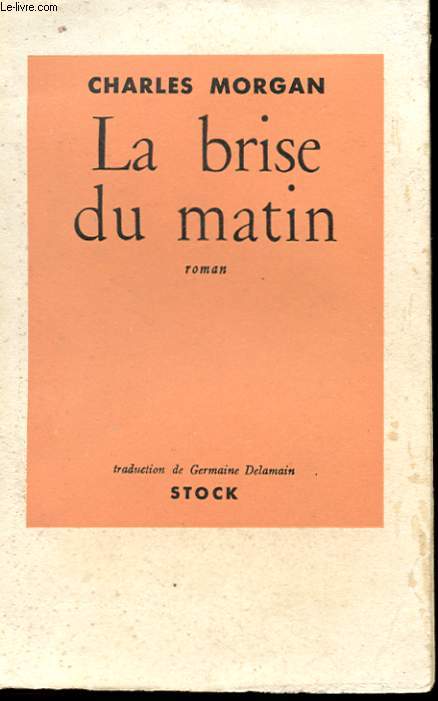 Le-livre.com
CHARLES MORGAN
La brise
du matin
roman
traduction de Germaine Delamain
STOCK